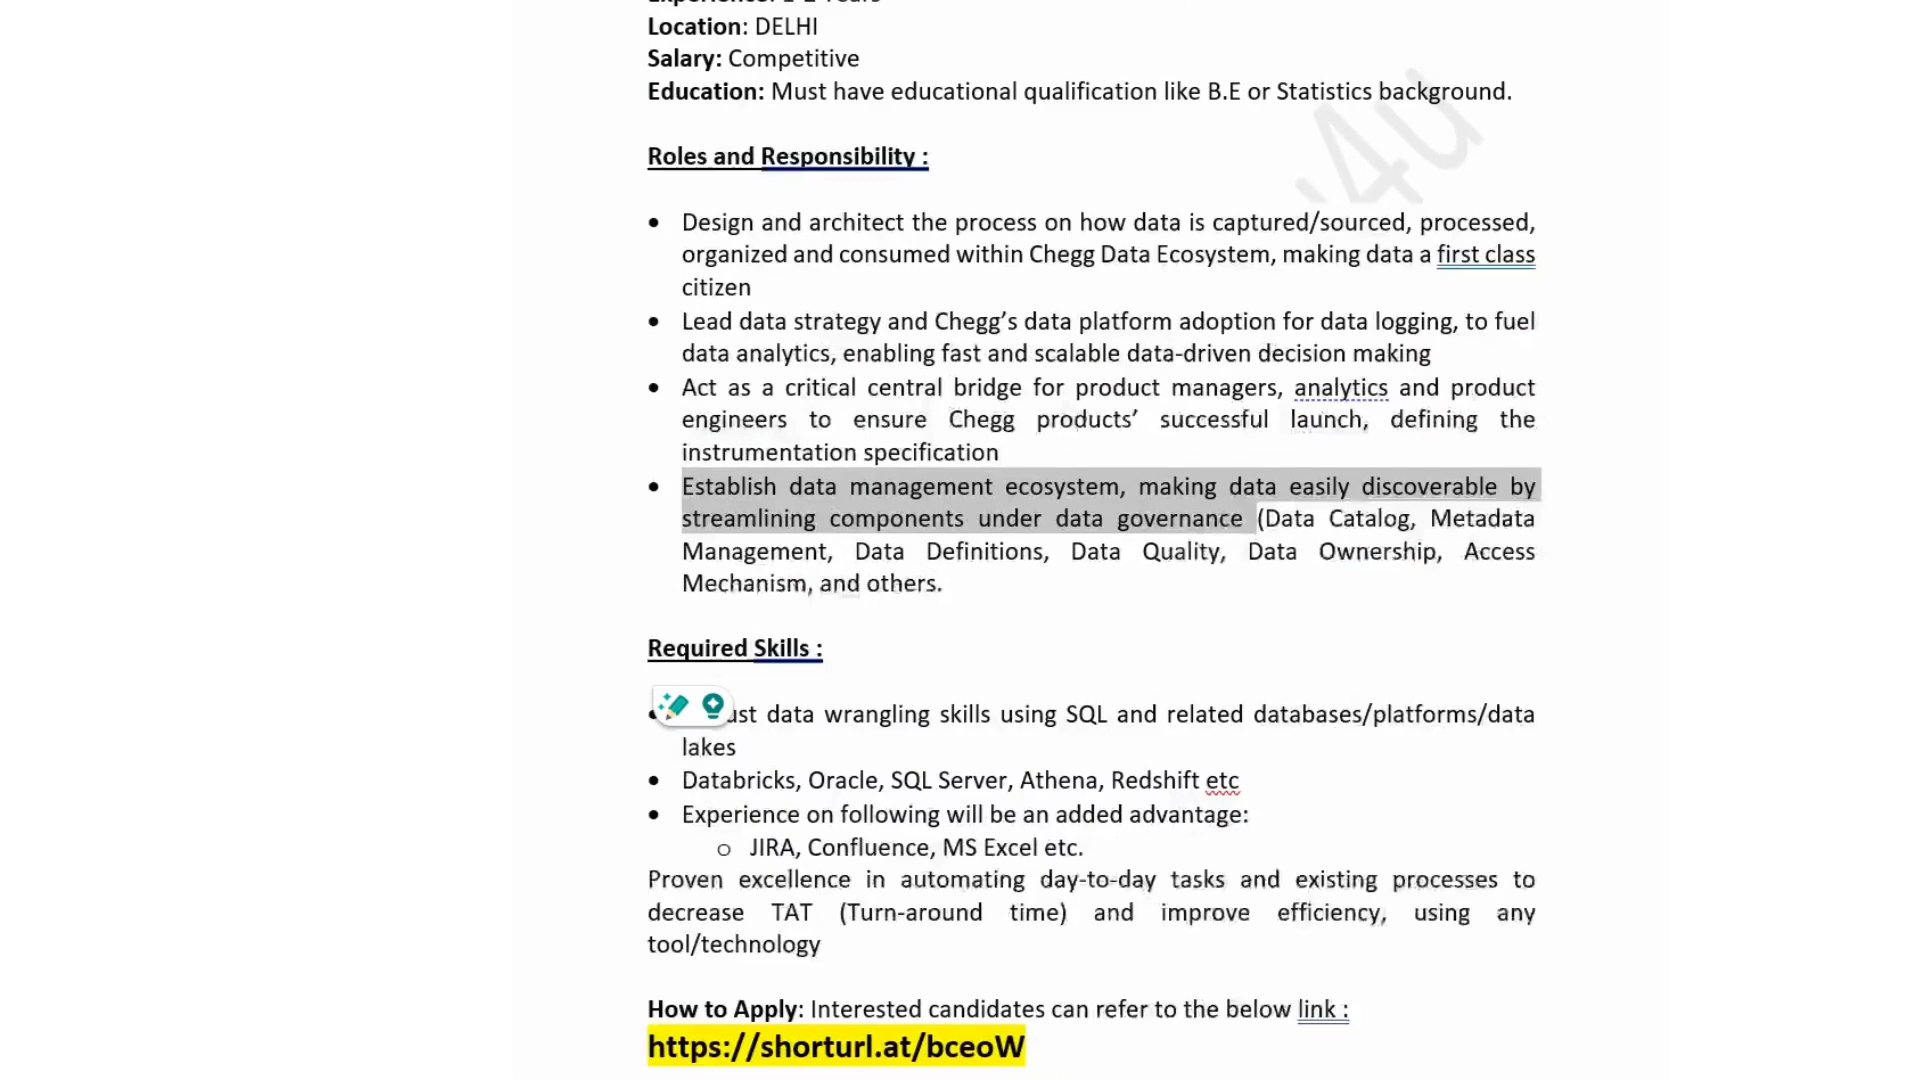 Location: DELHI
Salary: Competitive
Education: Must have educational qualification like B.E or Statistics background.
i4u
Roles and Responsibility :
• Design and architect the process on how data is captured/sourced, processed,
organized and consumed within Chegg Data Ecosystem, making data a first class
citizen
• Lead data strategy and Chegg’s data platform adoption for data logging, to fuel
data analytics, enabling fast and scalable data-driven decision making
• Act as a critical central bridge for product managers, analytics and product
engineers to ensure Chegg products’ successful launch, defining the
instrumentation specification
• Establish data management ecosystem, making data easily discoverable by
streamlining components under data governance (Data Catalog, Metadata
Management, Data Definitions, Data Quality, Data Ownership, Access
Mechanism, and others.
Required Skills :
• ust data wrangling skills using SQL and related databases/platforms/data
lakes
• Databricks, Oracle, SQL Server, Athena, Redshift etc
• Experience on following will be an added advantage:
o JIRA, Confluence, MS Excel etc.
Proven excellence in automating day-to-day tasks and existing processes to
decrease TAT (Turn-around time) and improve efficiency, using any
tool/technology
How to Apply: Interested candidates can refer to the below link :
https://shorturl.at/bceoW